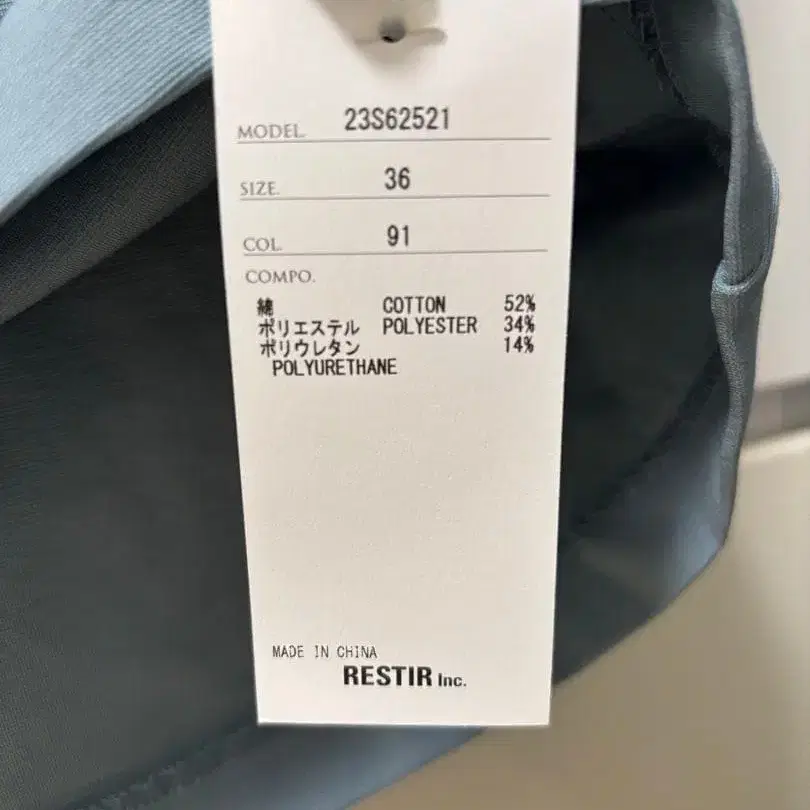 MODEL. 23S62521
SIZE. 36
COL. 91
COMPO.
綿 COTTON 52%
ポリエステル POLYESTER 34%
ポリウレタン 14%
POLYURETHANE
MADE IN CHINA
RESTIR Inc.